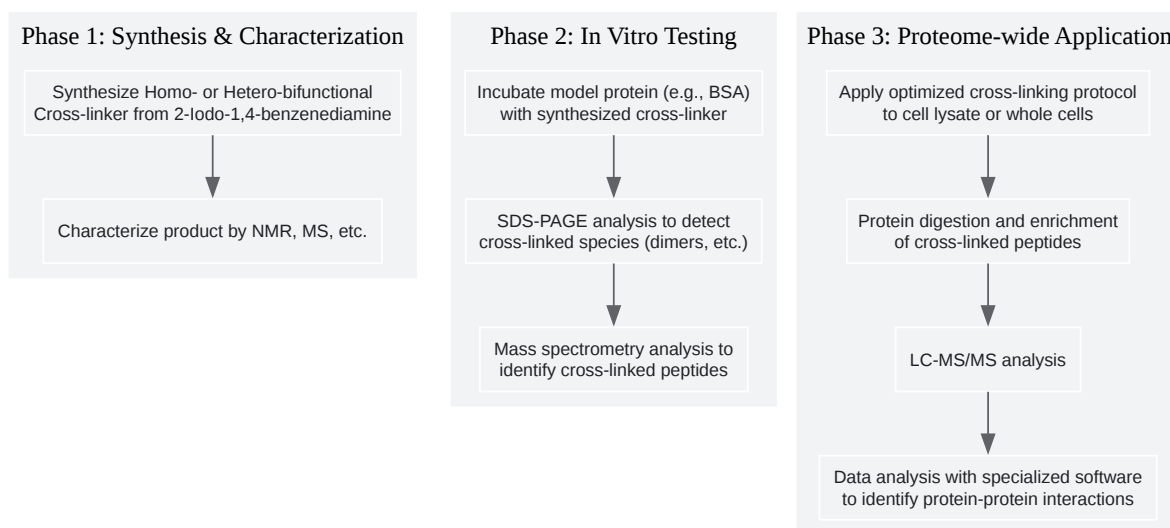 Phase 1: Synthesis & Characterization
Synthesize Homo- or Hetero-bifunctional
Cross-linker from 2-Iodo-1,4-benzenediamine
Characterize product by NMR, MS, etc.
Phase 2: In Vitro Testing
Incubate model protein (e.g., BSA)
with synthesized cross-linker
SDS-PAGE analysis to detect
cross-linked species (dimers, etc.)
Mass spectrometry analysis to
identify cross-linked peptides
Phase 3: Proteome-wide Application
Apply optimized cross-linking protocol
to cell lysate or whole cells
Protein digestion and enrichment
of cross-linked peptides
LC-MS/MS analysis
Data analysis with specialized software
to identify protein-protein interactions